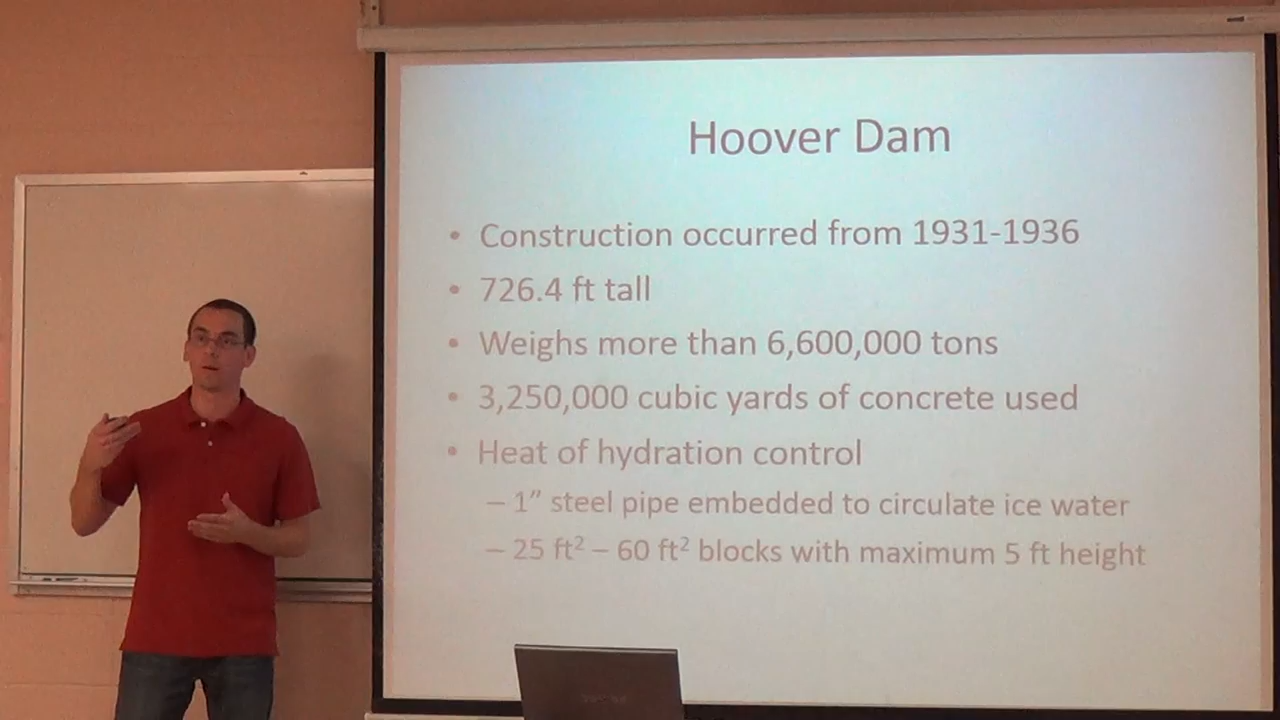 Hoover Dam
• Construction occurred from 1931-1936
• 726.4 ft tall
• Weighs more than 6,600,000 tons
• 3,250,000 cubic yards of concrete used
• Heat of hydration control
– 1″ steel pipe embedded to circulate ice water
– 25 ft² – 60 ft² blocks with maximum 5 ft height